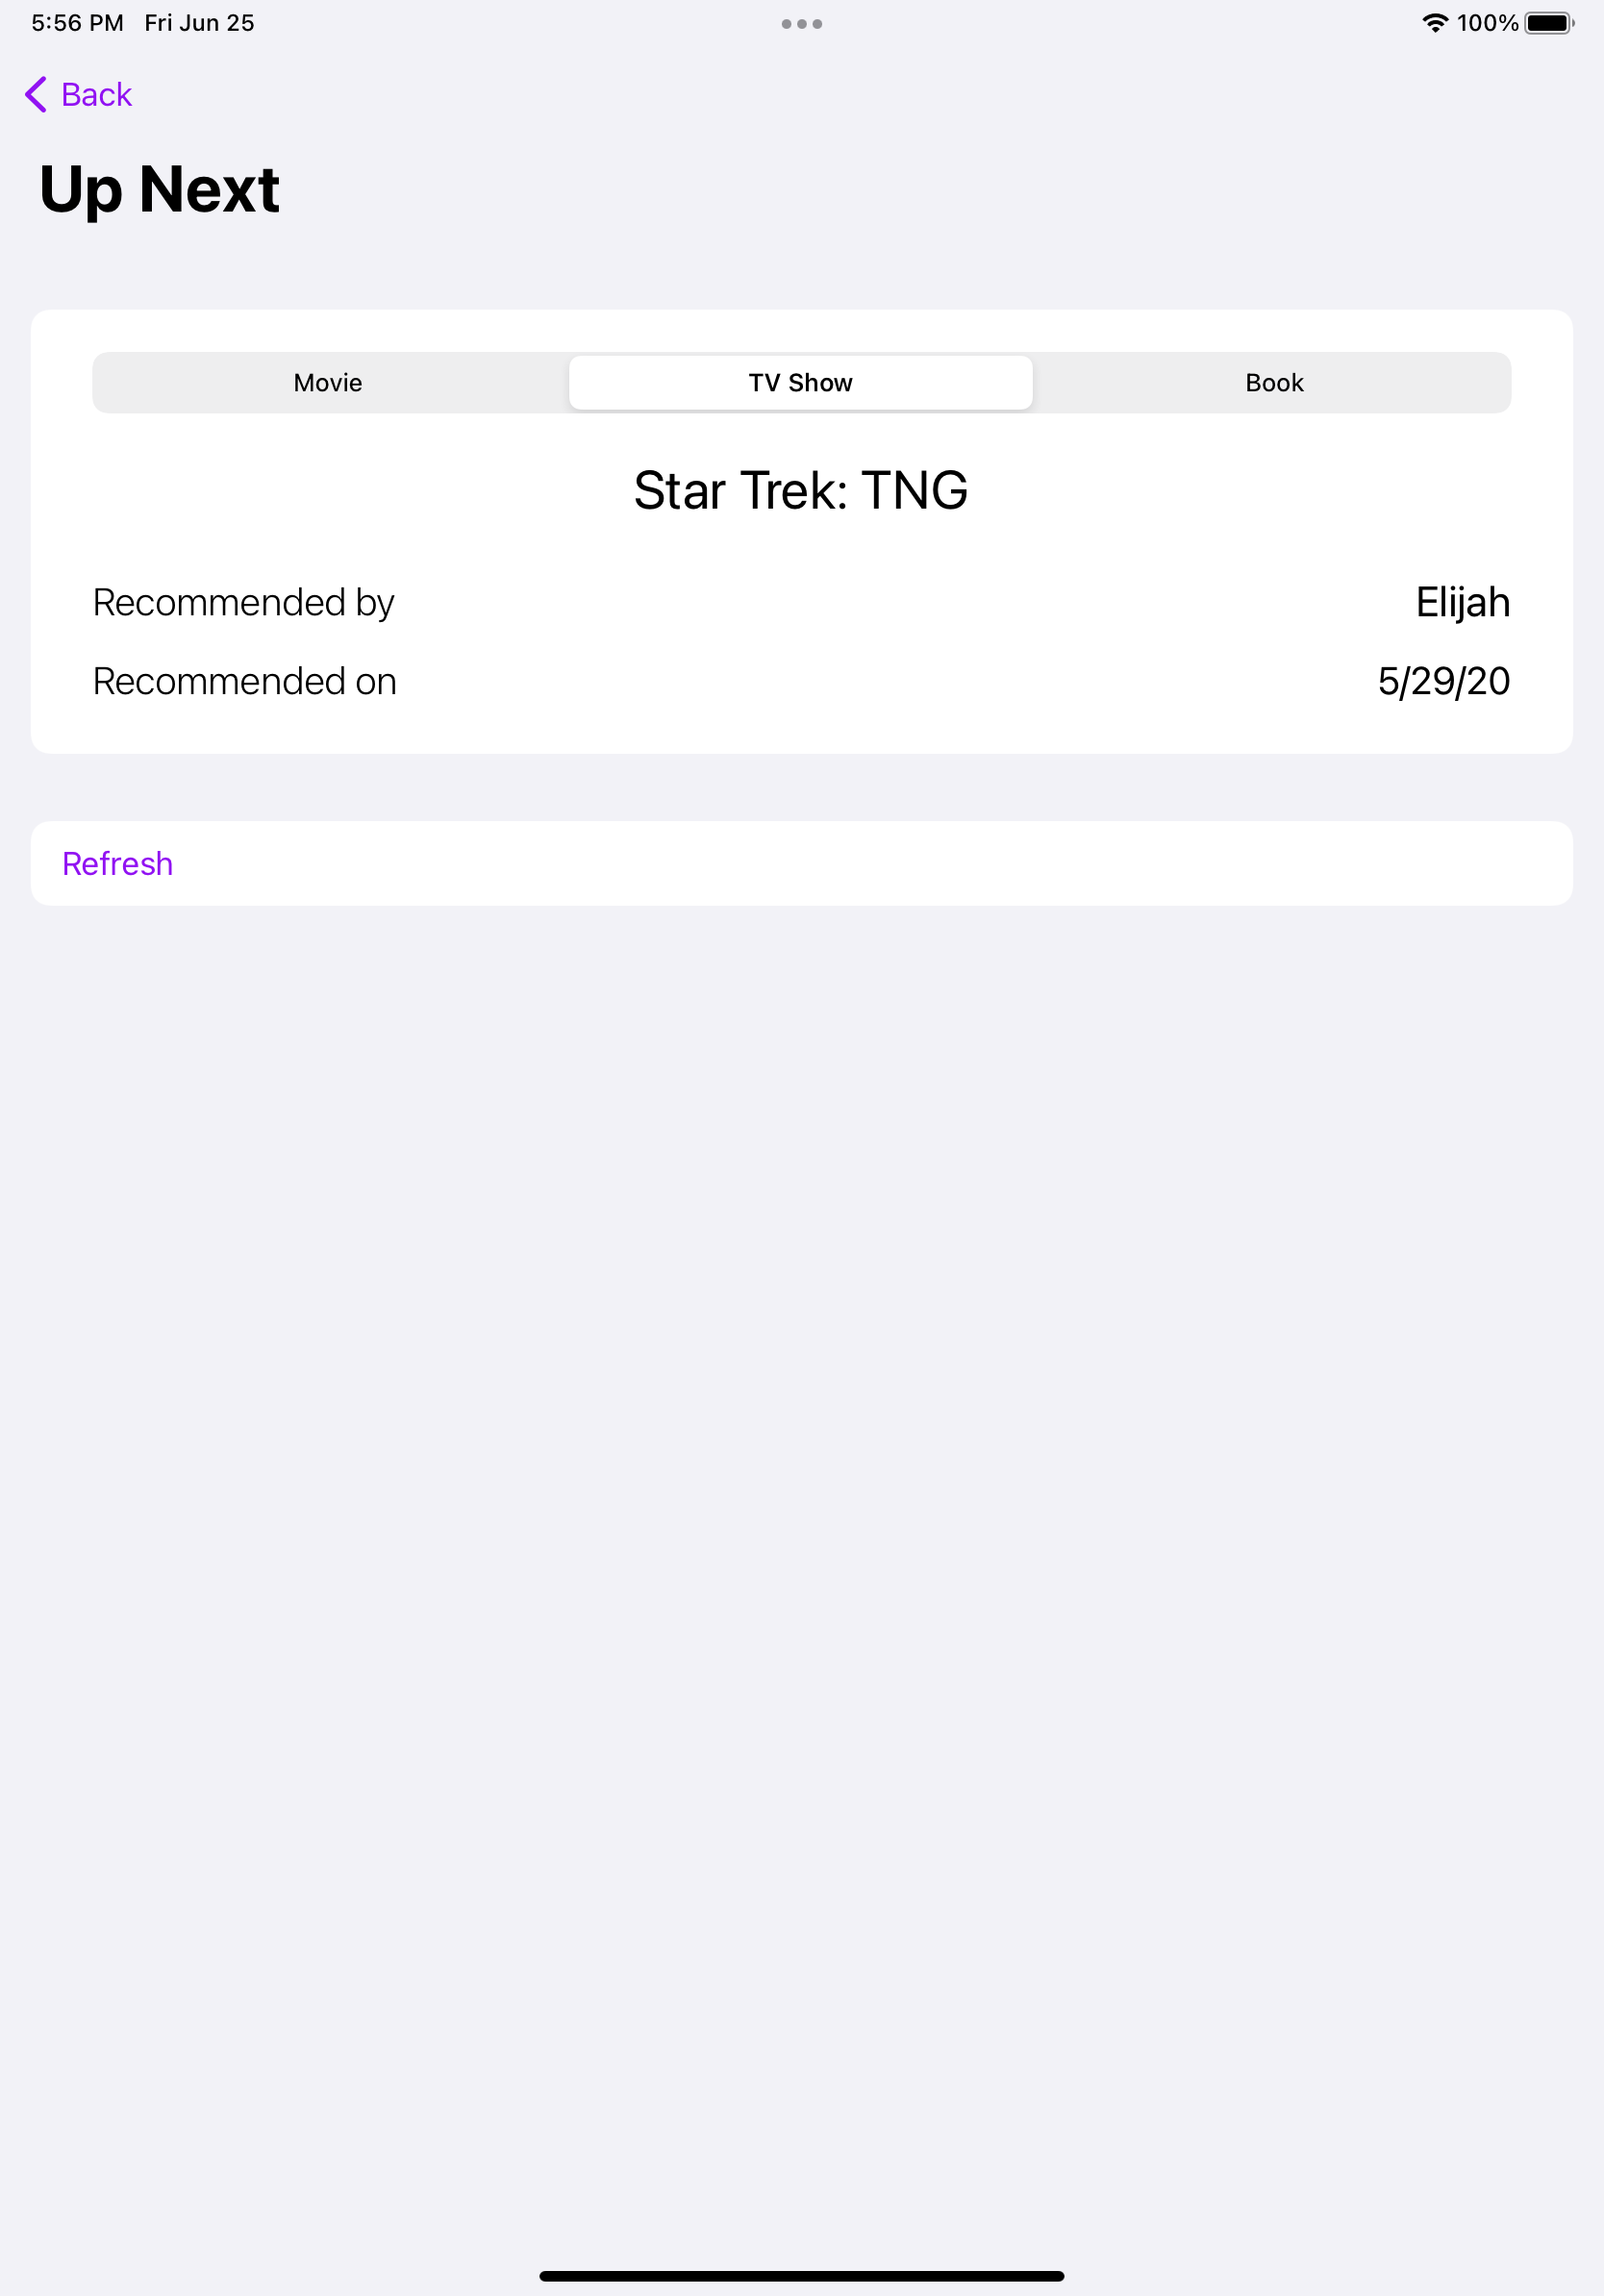 5:56 PM Fri Jun 25 100%
Back
Up Next
Movie TV Show Book
Star Trek: TNG
Recommended by Elijah
Recommended on 5/29/20
Refresh